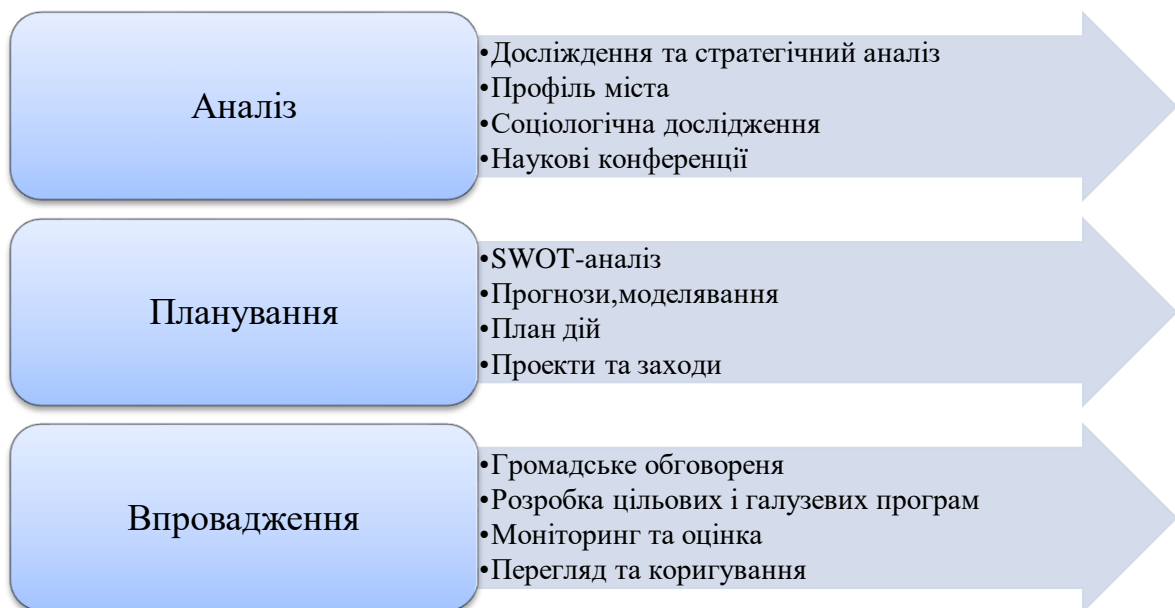 Аналіз
•Досліждення та стратегічний аналіз
•Профіль міста
•Соціологічна дослідження
•Наукові конференції
Планування
•SWOT-аналіз
•Прогнози,моделявання
•План дій
•Проекти та заходи
Впровадження
•Громадське обговореня
•Розробка цільових і галузевих програм
•Моніторинг та оцінка
•Перегляд та коригування